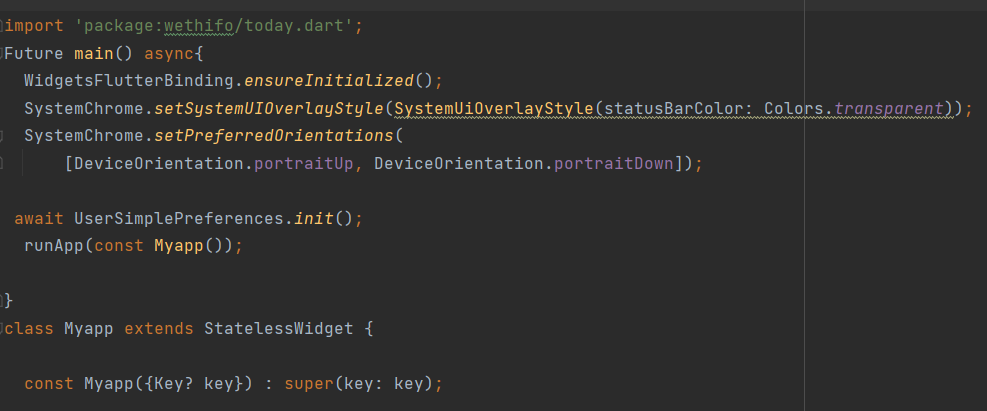 import 'package:wethifo/today.dart';
Future main() async{
WidgetsFlutterBinding.ensureInitialized();
SystemChrome.setSystemUIOverlayStyle(SystemUiOverlayStyle(statusBarColor: Colors.transparent));
SystemChrome.setPreferredOrientations(
[DeviceOrientation.portraitUp, DeviceOrientation.portraitDown]);
await UserSimplePreferences.init();
runApp(const Myapp());
}
class Myapp extends StatelessWidget {
const Myapp({Key? key}) : super(key: key);